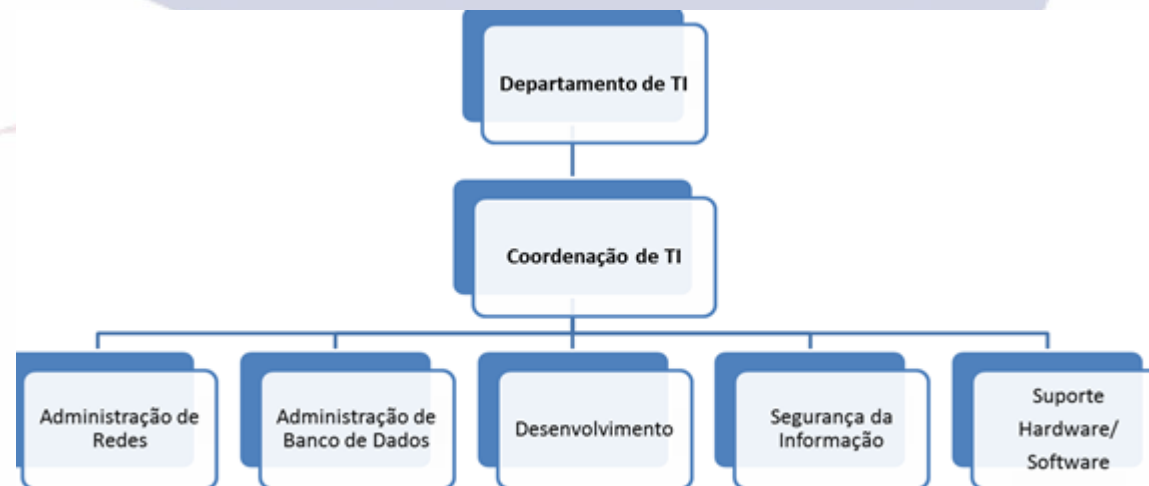 Departamento de TI
Coordenação de TI
Administração de
Redes
Administração de
Banco de Dados
Desenvolvimento
Segurança da
Informação
Suporte
Hardware/
Software